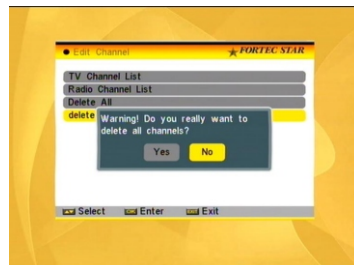 Edit Channel
FORTEC STAR
TV Channel List
Radio Channel List
Delete All
delete
Warning! Do you really want to
delete all channels?
Yes No
Select Enter Exit